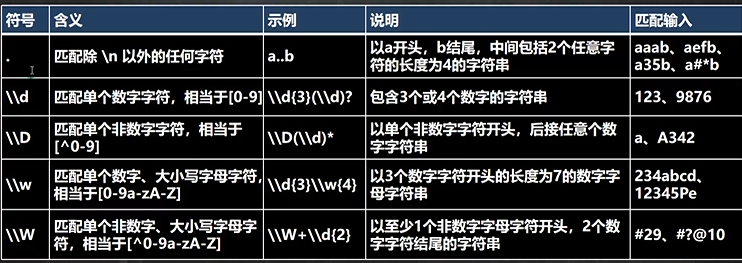 符号 含义 示例 说明 匹配输入
. 匹配除 \n 以外的任何字符 a..b 以a开头，b结尾，中间包括2个任意 aaab、aefb、
字符的长度为4的字符串 a35b、a#*b
\\d 匹配单个数字字符，相当于[0-9] \\d{3}(\\d)? 包含3个或4个数字的字符串 123、9876
\\D 匹配单个非数字字符，相当于 \\D(\\d)* 以单个非数字字符开头，后接任意个数 a、A342
[^0-9] 字字符串
\\w 匹配单个数字、大小写字母字符， \\d{3}\\w{4} 以3个数字字符开头的长度为7的数字字 234abcd、
相当于[0-9a-zA-Z] 母字符串 12345Pe
\\W 匹配单个非数字、大小写字母字 \\W+\\d{2} 以至少1个非数字字母字符开头，2个数 #29、#?@10
符，相当于[^0-9a-zA-Z] 字字符结尾的字符串